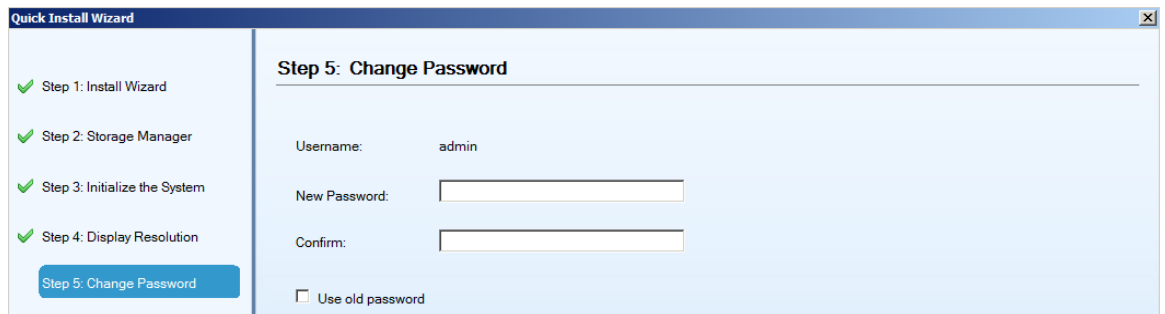 Quick Install Wizard
Step 1: Install Wizard
Step 2: Storage Manager
Step 3: Initialize the System
Step 4: Display Resolution
Step 5: Change Password
Step 5: Change Password
Username: admin
New Password:
Confirm:
Use old password